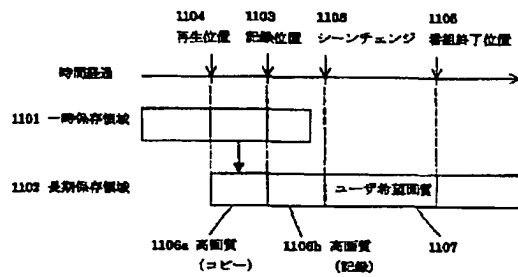 1104 1103 1108 1105
再生位置 記録位置 シーンチェンジ 番組終了位置
時間経過
1101 一時保存領域
1102 長期保存領域
ユーザ希望画質
1106a 高画質 1106b 高画質 1107
(コピー) (記録)